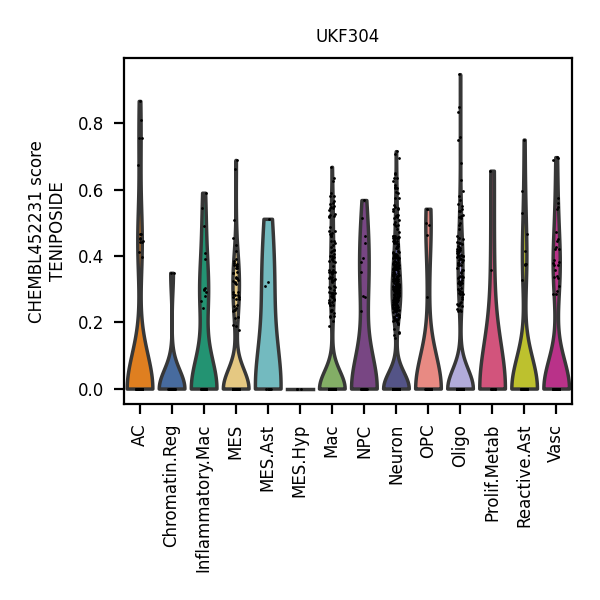 UKF304
CHEMBL452231 score
TENIPOSIDE
0.8
0.6
0.4
0.2
0.0
AC
Chromatin.Reg
Inflammatory.Mac
MES
MES.Ast
MES.Hyp
Mac
NPC
Neuron
OPC
Oligo
Prolif.Metab
Reactive.Ast
Vasc